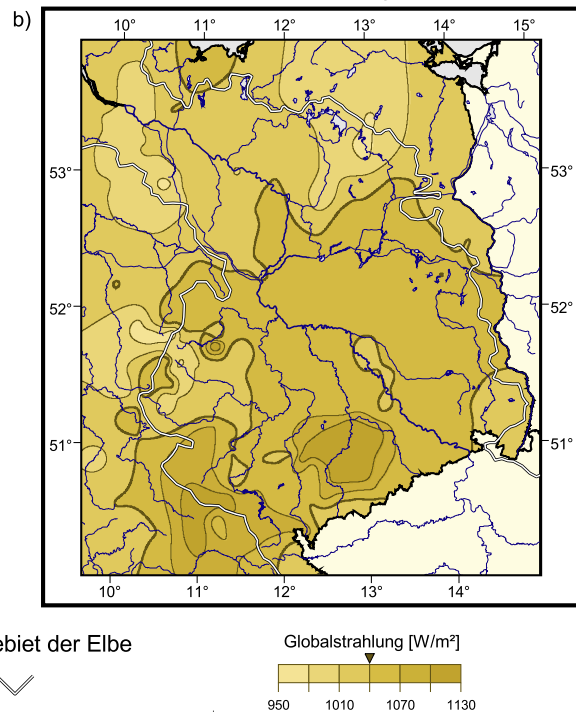 b)
10° 11° 12° 13° 14° 15°
53° 53°
52° 52°
51° 51°
10° 11° 12° 13° 14°
ebiet der Elbe
Globalstrahlung [W/m²]
950 1010 1070 1130